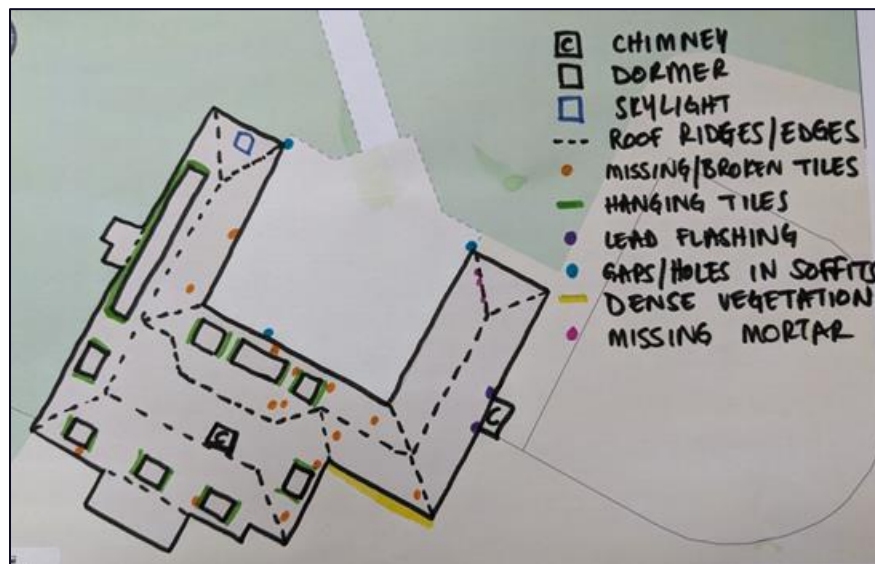 C CHIMNEY
DORMER
SKYLIGHT
ROOF RIDGES/EDGES
MISSING/BROKEN TILES
HANGING TILES
LEAD FLASHING
GAPS/HOLES IN SOFFITS
DENSE VEGETATION
MISSING MORTAR
C
C